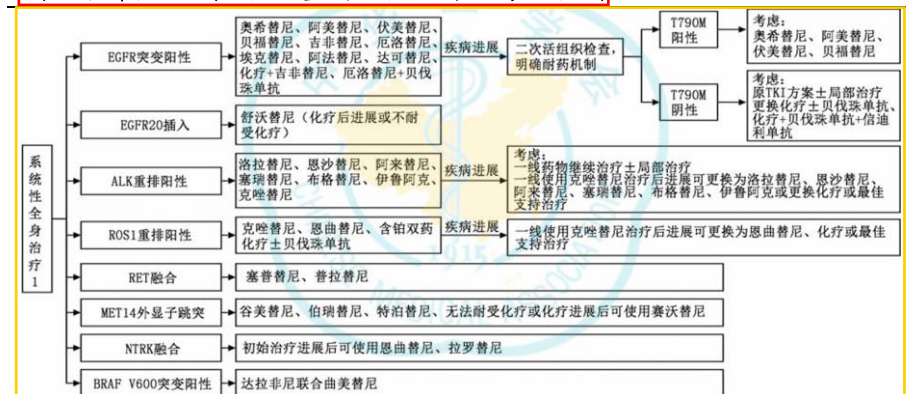 系
统
性
全
身
治
疗
1
EGFR突变阳性
奥希替尼、阿美替尼、伏美替尼、
贝福替尼、吉非替尼、厄洛替尼、
埃克替尼、阿法替尼、达可替尼、
化疗+吉非替尼、厄洛替尼+贝伐
珠单抗
疾病进展
二次活组织检查,
明确耐药机制
T790M
阳性
考虑:
奥希替尼、阿美替尼、
伏美替尼、贝福替尼
T790M
阴性
考虑:
原TKI方案±局部治疗
更换化疗±贝伐珠单抗、
化疗+贝伐珠单抗+信迪
利单抗
EGFR20插入
舒沃替尼（化疗后进展或不耐
受化疗）
ALK重排阳性
洛拉替尼、恩沙替尼、阿来替尼、
塞瑞替尼、布格替尼、伊鲁阿克、
克唑替尼
疾病进展
考虑:
一线药物继续治疗±局部治疗
一线使用克唑替尼治疗后进展可更换为洛拉替尼、恩沙替尼、
阿来替尼、塞瑞替尼、布格替尼、伊鲁阿克或更换化疗或最佳
支持治疗
ROS1重排阳性
克唑替尼、恩曲替尼、含铂双药
化疗±贝伐珠单抗
疾病进展
一线使用克唑替尼治疗后进展可更换为恩曲替尼、化疗或最佳
支持治疗
RET融合
塞普替尼、普拉替尼
MET14外显子跳突
谷美替尼、伯瑞替尼、特泊替尼、无法耐受化疗或化疗进展后可使用赛沃替尼
NTRK融合
初始治疗进展后可使用恩曲替尼、拉罗替尼
BRAF V600突变阳性
达拉非尼联合曲美替尼
1915